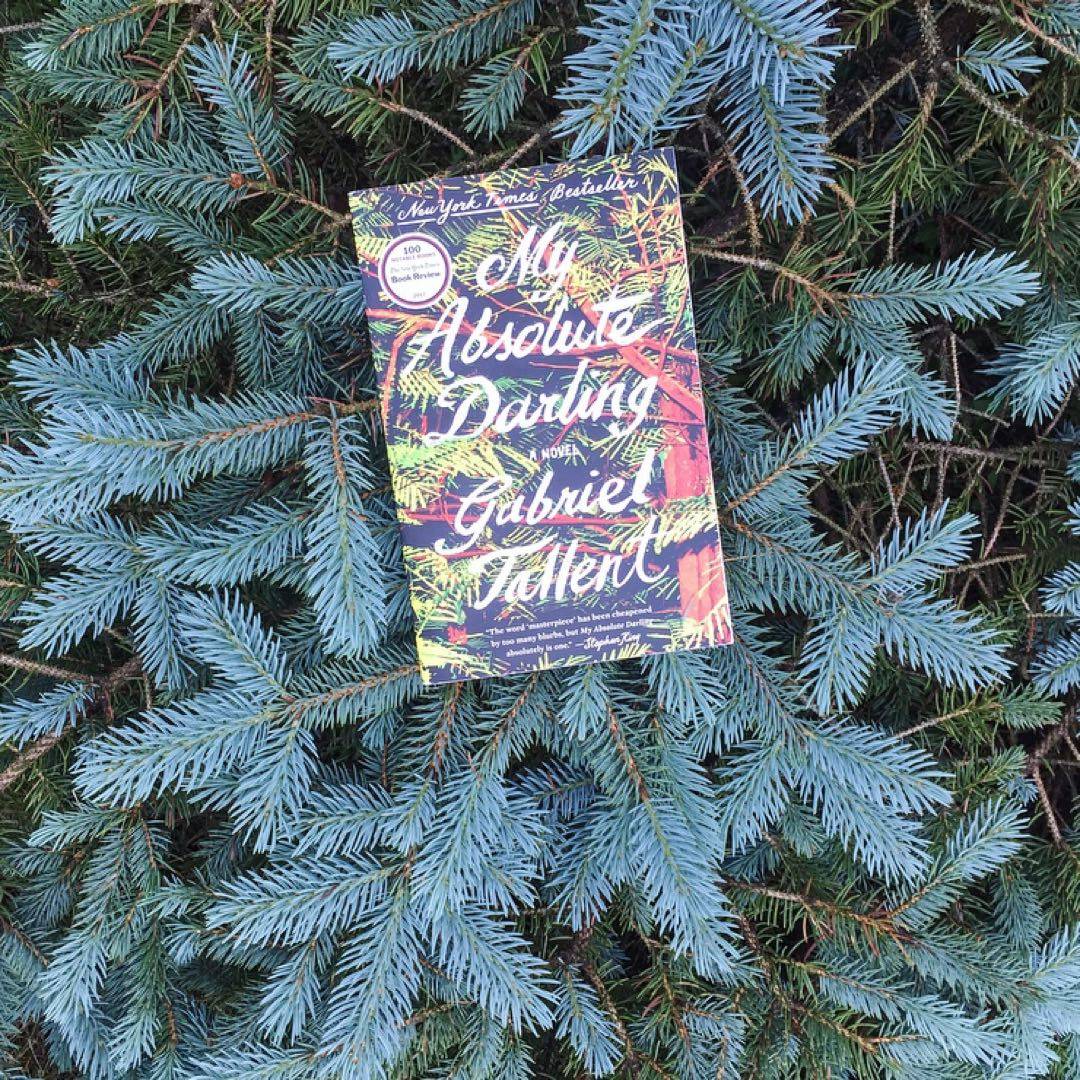 New York Times Bestseller
100
NOTABLE BOOKS
The New York Times
Book Review
2017
My
Absolute
Darling
A NOVEL
Gabriel
Tallent
"The word 'masterpiece' has been cheapened
by too many blurbs, but My Absolute Darling
absolutely is one." —Stephen King